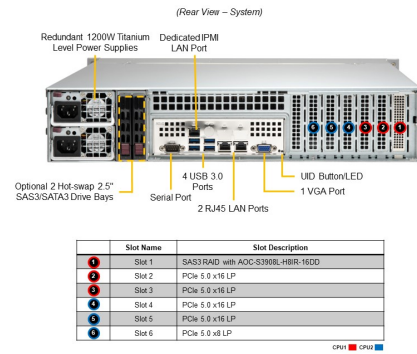 (Rear View – System)
Redundant 1200W Titanium
Level Power Supplies
Dedicated IPMI
LAN Port
6 5 4 3 2 1
Optional 2 Hot-swap 2.5"
SAS3/SATA3 Drive Bays
Serial Port
4 USB 3.0
Ports
2 RJ45 LAN Ports
UID Button/LED
1 VGA Port
Slot Name Slot Description
1 Slot 1 SAS3 RAID with AOC-S3908L-H8IR-16DD
2 Slot 2 PCIe 5.0 x16 LP
3 Slot 3 PCIe 5.0 x16 LP
4 Slot 4 PCIe 5.0 x16 LP
5 Slot 5 PCIe 5.0 x16 LP
6 Slot 6 PCIe 5.0 x8 LP
CPU1 CPU2